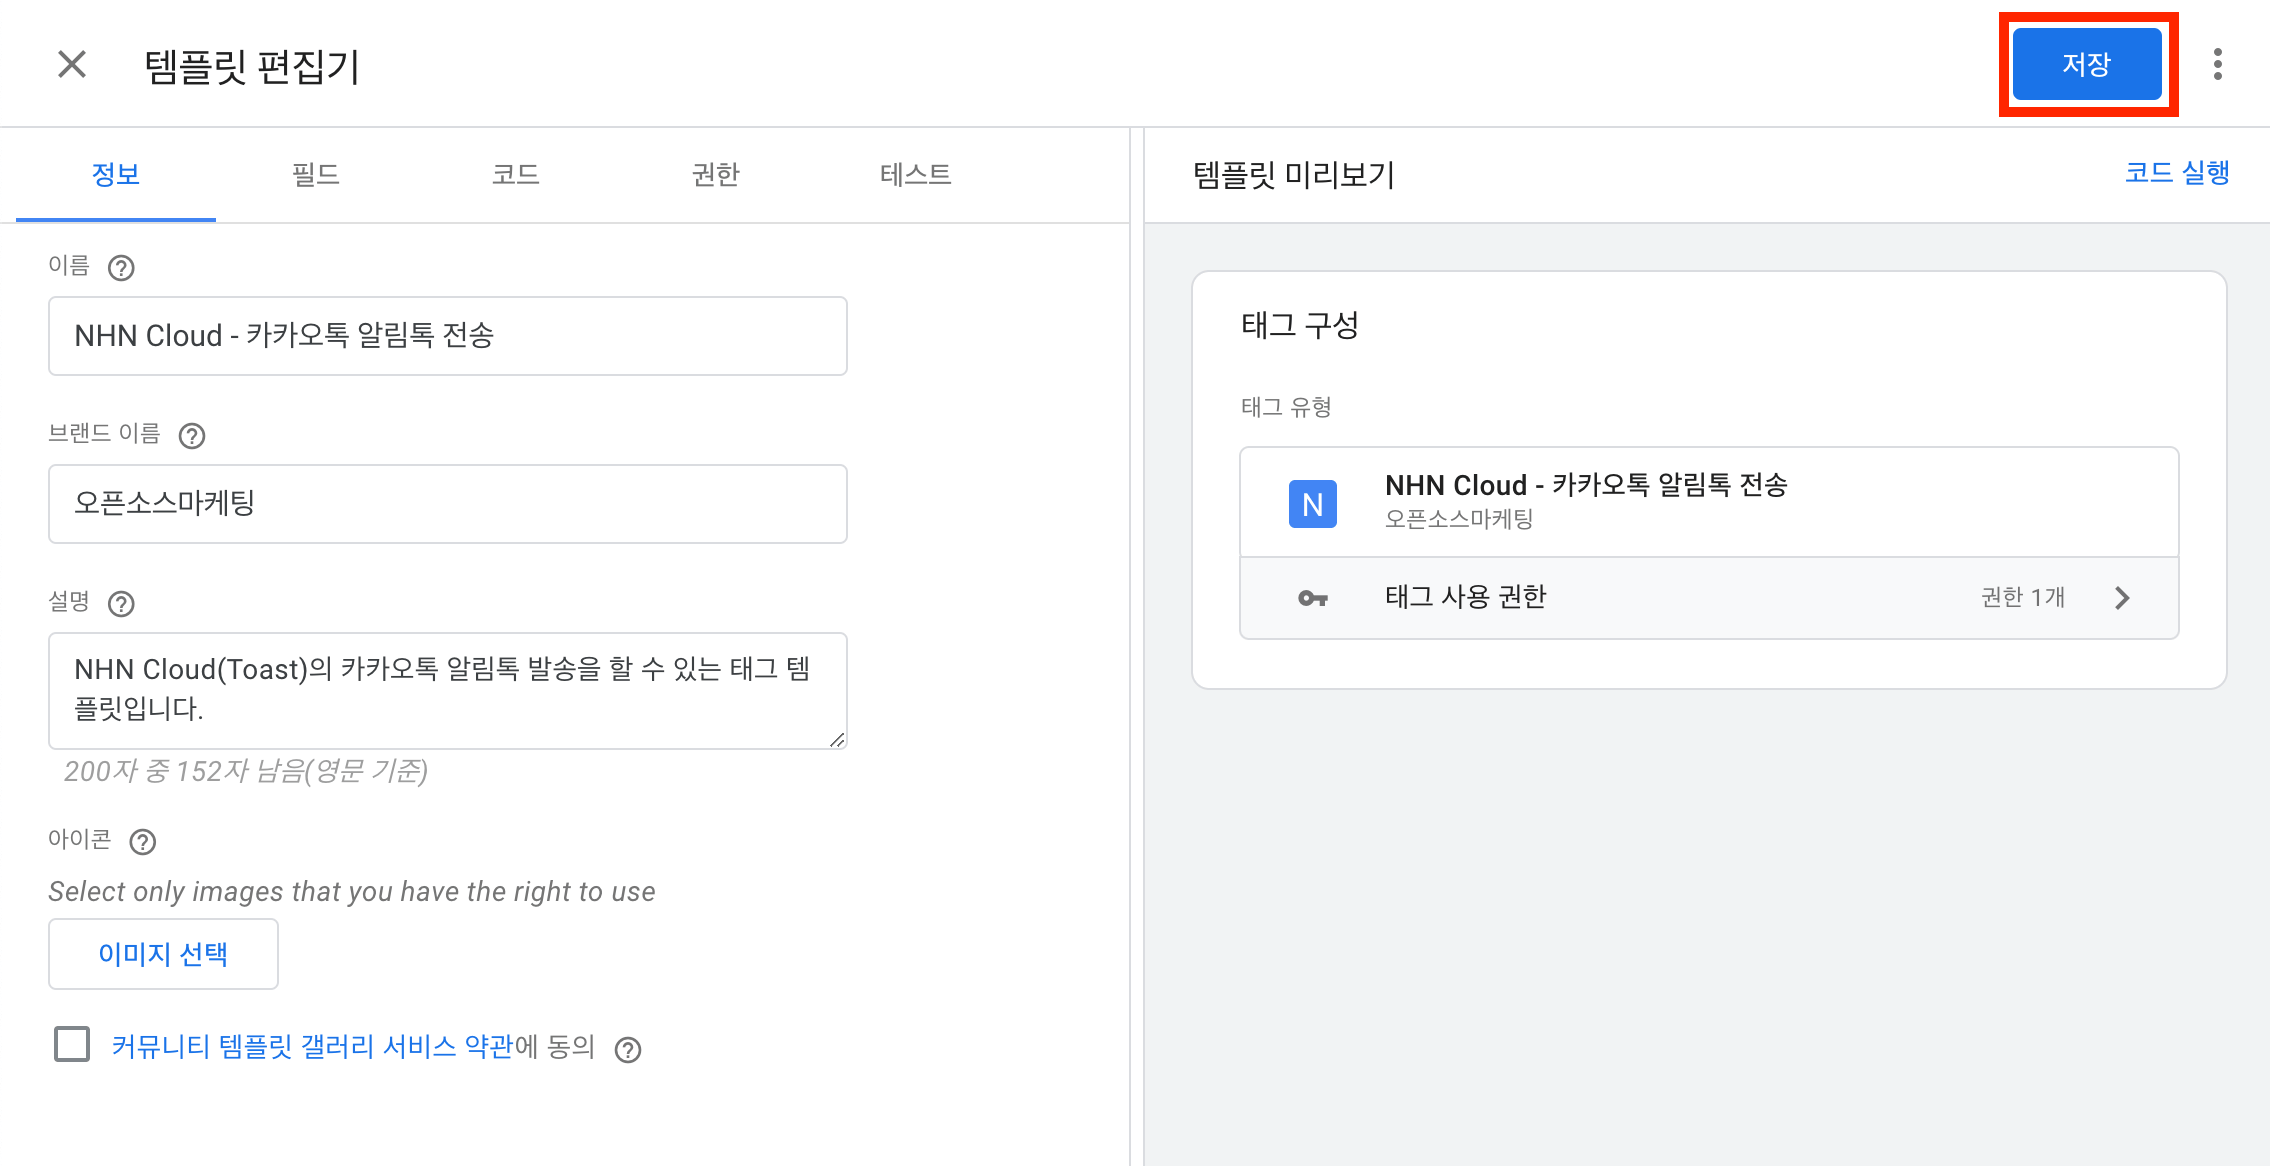 템플릿 편집기
저장
정보
필드
코드
권한
테스트
이름
NHN Cloud - 카카오톡 알림톡 전송
브랜드 이름
오픈소스마케팅
설명
NHN Cloud(Toast)의 카카오톡 알림톡 발송을 할 수 있는 태그 템
플릿입니다.
200자 중 152자 남음(영문 기준)
아이콘
Select only images that you have the right to use
이미지 선택
커뮤니티 템플릿 갤러리 서비스 약관에 동의
템플릿 미리보기
코드 실행
태그 구성
태그 유형
N
NHN Cloud - 카카오톡 알림톡 전송
오픈소스마케팅
태그 사용 권한
권한 1개